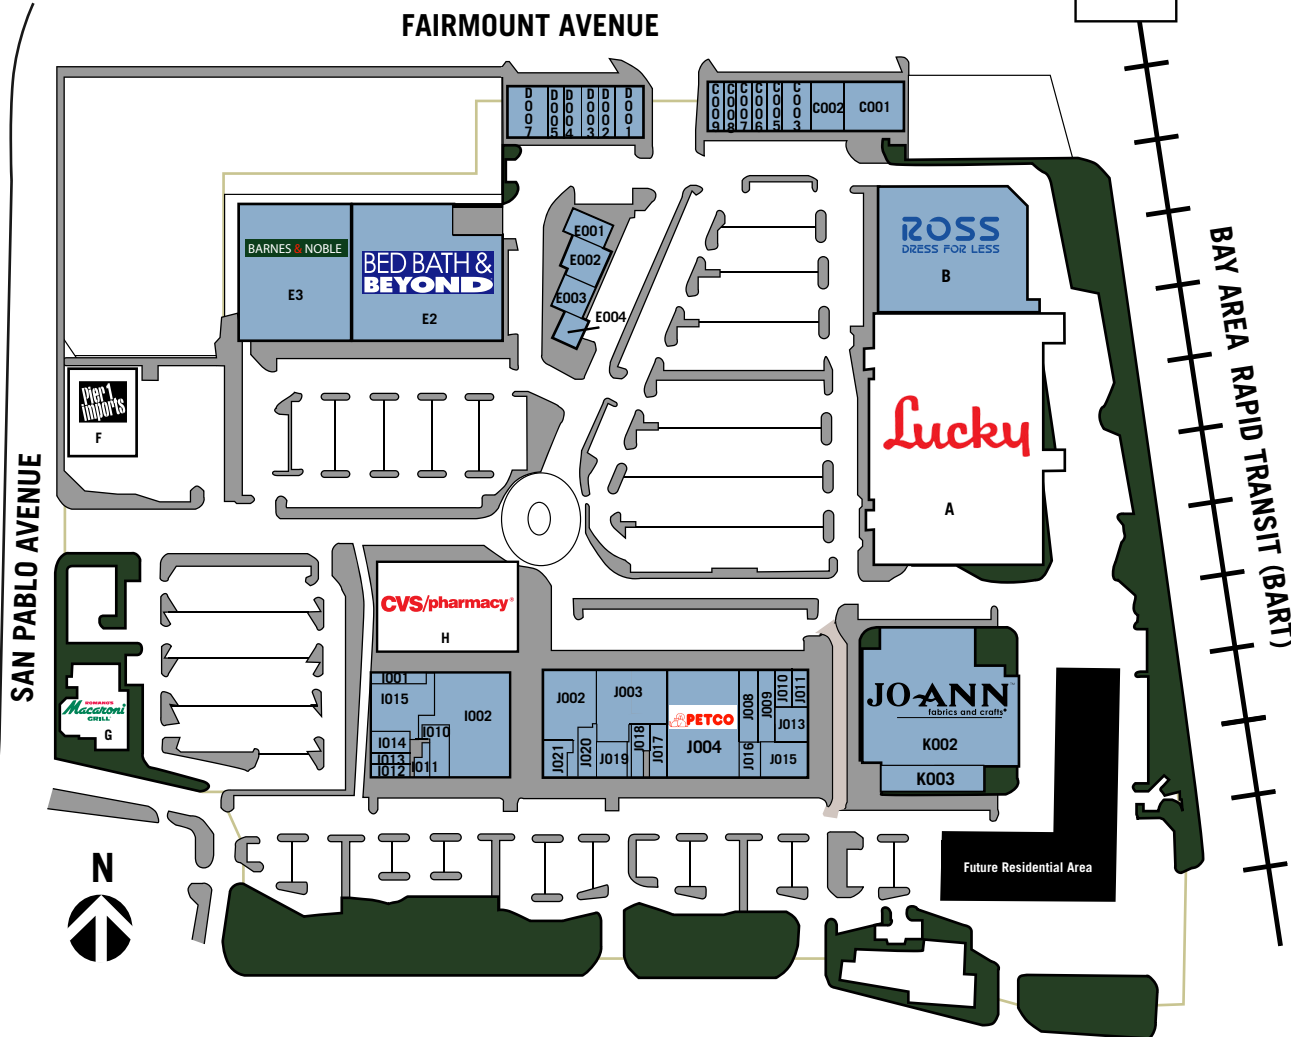 FAIRMOUNT AVENUE
D007
D005
D004
D003
D002
D001
C009
C008
C007
C006
C005
C003
C002
C001
ROSS
DRESS FOR LESS
B
E001
E002
E003
E004
BARNES & NOBLE
E3
BED BATH &
BEYOND
E2
BAY AREA RAPID TRANSIT (BART)
Pier 1
imports
F
Lucky
A
SAN PABLO AVENUE
CVS/pharmacy®
H
ROMANO'S
Macaroni
GRILL
G
I001
I015
I002
I010
I014
I013
I012
I011
J002
J003
J021
J020
J019
J018
J017
PETCO
J004
J008
J009
J010
J011
J013
J016
J015
JO-ANN™
fabrics and crafts®
K002
K003
Future Residential Area
N